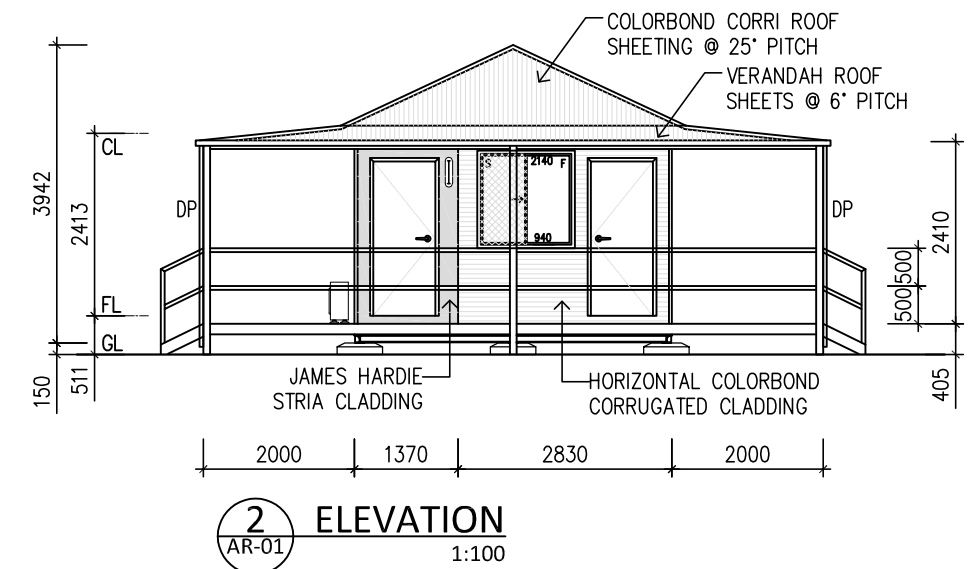 COLORBOND CORRI ROOF
SHEETING @ 25° PITCH
VERANDAH ROOF
SHEETS @ 6° PITCH
CL
3942
2413
DP
S
2140
F
940
DP
2410
500
500
FL
GL
150
511
405
JAMES HARDIE
STRIA CLADDING
HORIZONTAL COLORBOND
CORRUGATED CLADDING
2000
1370
2830
2000
2
AR-01
ELEVATION
1:100